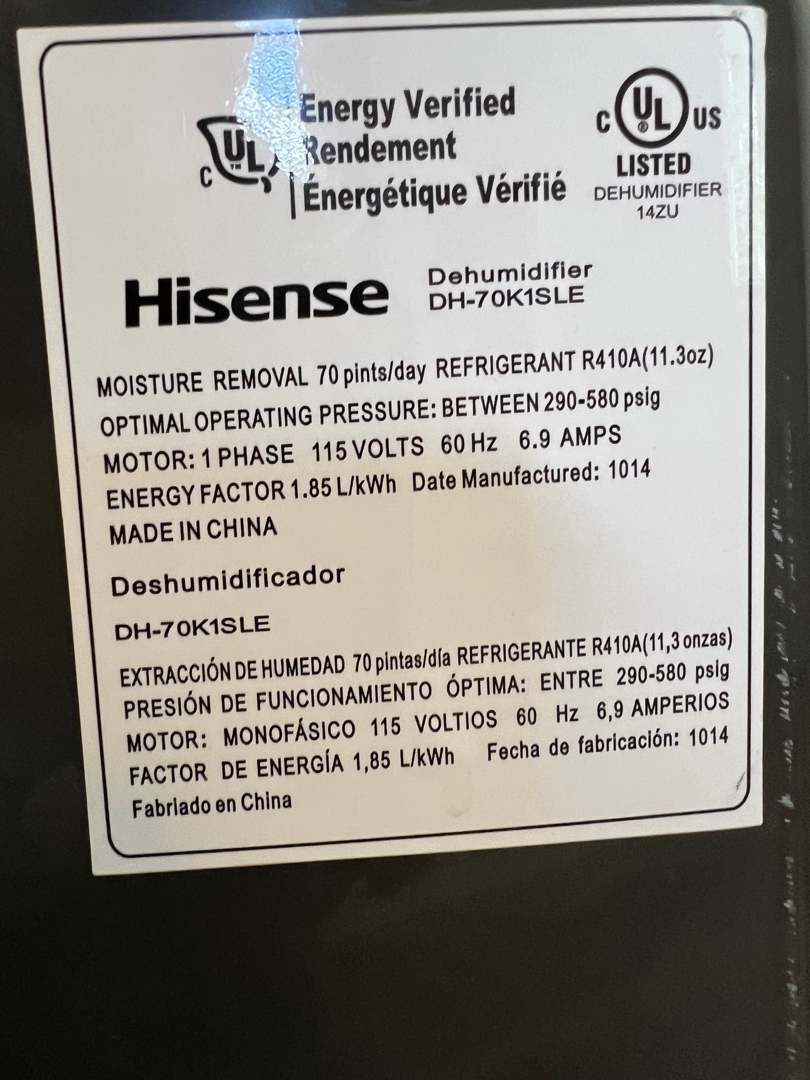 Energy Verified
Rendement
Énergétique Vérifié
C UL ™
C UL ® US
LISTED
DEHUMIDIFIER
14ZU
Hisense
Dehumidifier
DH-70K1SLE
MOISTURE REMOVAL 70 pints/day REFRIGERANT R410A(11.3oz)
OPTIMAL OPERATING PRESSURE: BETWEEN 290-580 psig
MOTOR: 1 PHASE 115 VOLTS 60 Hz 6.9 AMPS
ENERGY FACTOR 1.85 L/kWh Date Manufactured: 1014
MADE IN CHINA
Deshumidificador
DH-70K1SLE
EXTRACCIÓN DE HUMEDAD 70 pintas/día REFRIGERANTE R410A(11,3 onzas)
PRESIÓN DE FUNCIONAMIENTO ÓPTIMA: ENTRE 290-580 psig
MOTOR: MONOFÁSICO 115 VOLTIOS 60 Hz 6,9 AMPERIOS
FACTOR DE ENERGÍA 1,85 L/kWh Fecha de fabricación: 1014
Fabriado en China